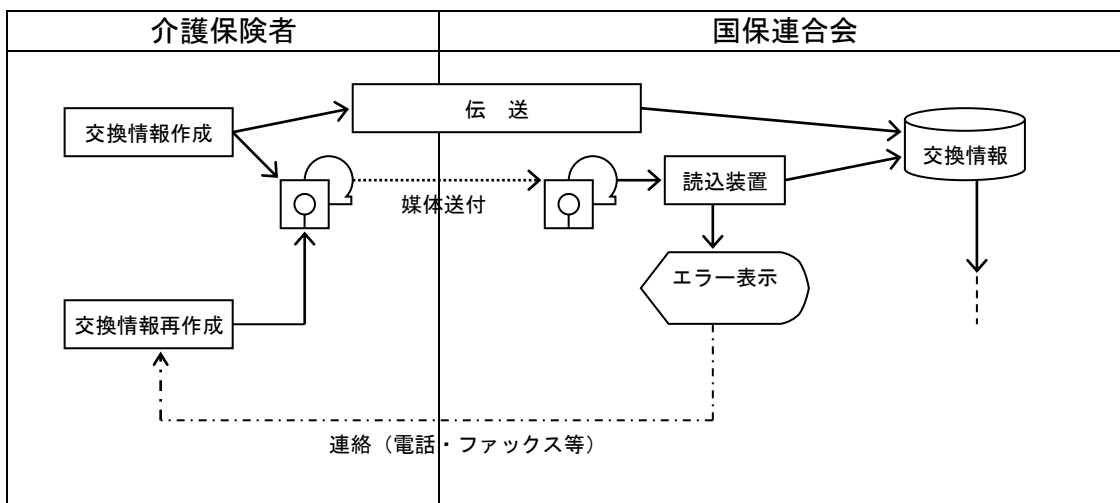 介護保険者
国保連合会
伝　送
交換情報作成
交換情報
読込装置
媒体送付
エラー表示
交換情報再作成
連絡（電話・ファックス等）